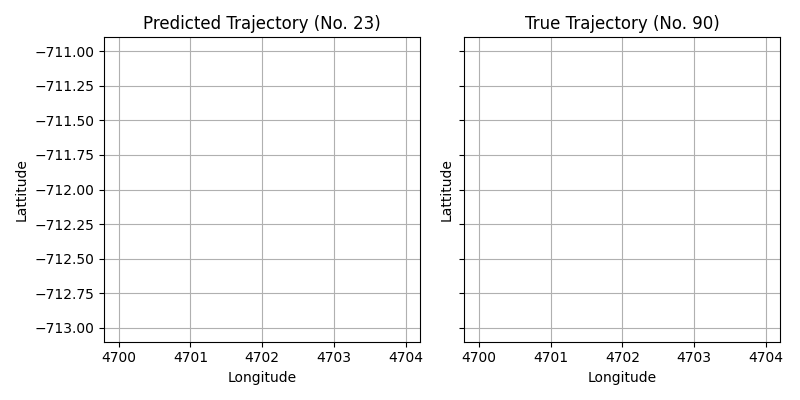 Predicted Trajectory (No. 23)
−711.00
−711.25
−711.50
−711.75
−712.00
−712.25
−712.50
−712.75
−713.00
Lattitude
4700 4701 4702 4703 4704
Longitude
True Trajectory (No. 90)
Lattitude
4700 4701 4702 4703 4704
Longitude